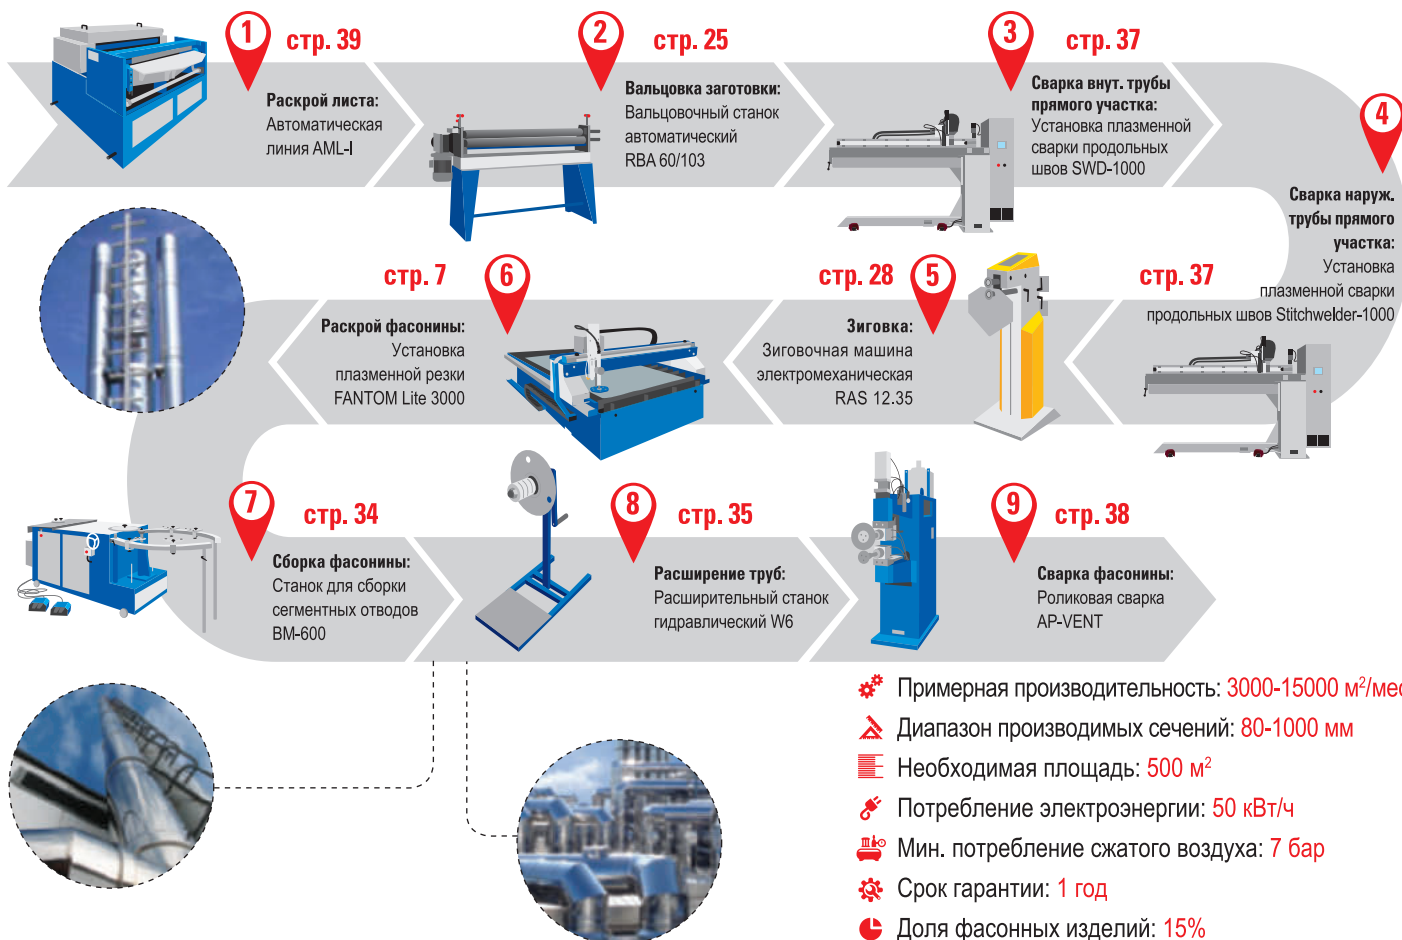 1
стр. 39
Раскрой листа:
Автоматическая
линия AML-I
2
стр. 25
Вальцовка заготовки:
Вальцовочный станок
автоматический
RBA 60/103
3
стр. 37
Сварка внут. трубы
прямого участка:
Установка плазменной
сварки продольных
швов SWD-1000
4
Сварка наруж.
трубы прямого
участка:
Установка
плазменной сварки
продольных швов Stitchwelder-1000
стр. 37
5
стр. 28
Зиговка:
Зиговочная машина
электромеханическая
RAS 12.35
6
стр. 7
Раскрой фасонины:
Установка
плазменной резки
FANTOM Lite 3000
7
стр. 34
Сборка фасонины:
Станок для сборки
сегментных отводов
BM-600
8
стр. 35
Расширение труб:
Расширительный станок
гидравлический W6
9
стр. 38
Сварка фасонины:
Роликовая сварка
AP-VENT
Примерная производительность: 3000-15000 м²/мес
Диапазон производимых сечений: 80-1000 мм
Необходимая площадь: 500 м²
Потребление электроэнергии: 50 кВт/ч
Мин. потребление сжатого воздуха: 7 бар
Срок гарантии: 1 год
Доля фасонных изделий: 15%